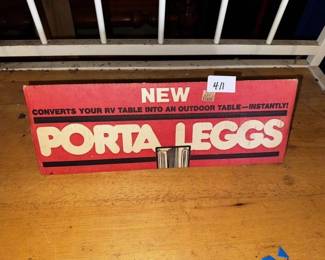 NEW
411
CONVERTS YOUR RV TABLE INTO AN OUTDOOR TABLE—INSTANTLY!
PORTA LEGGS